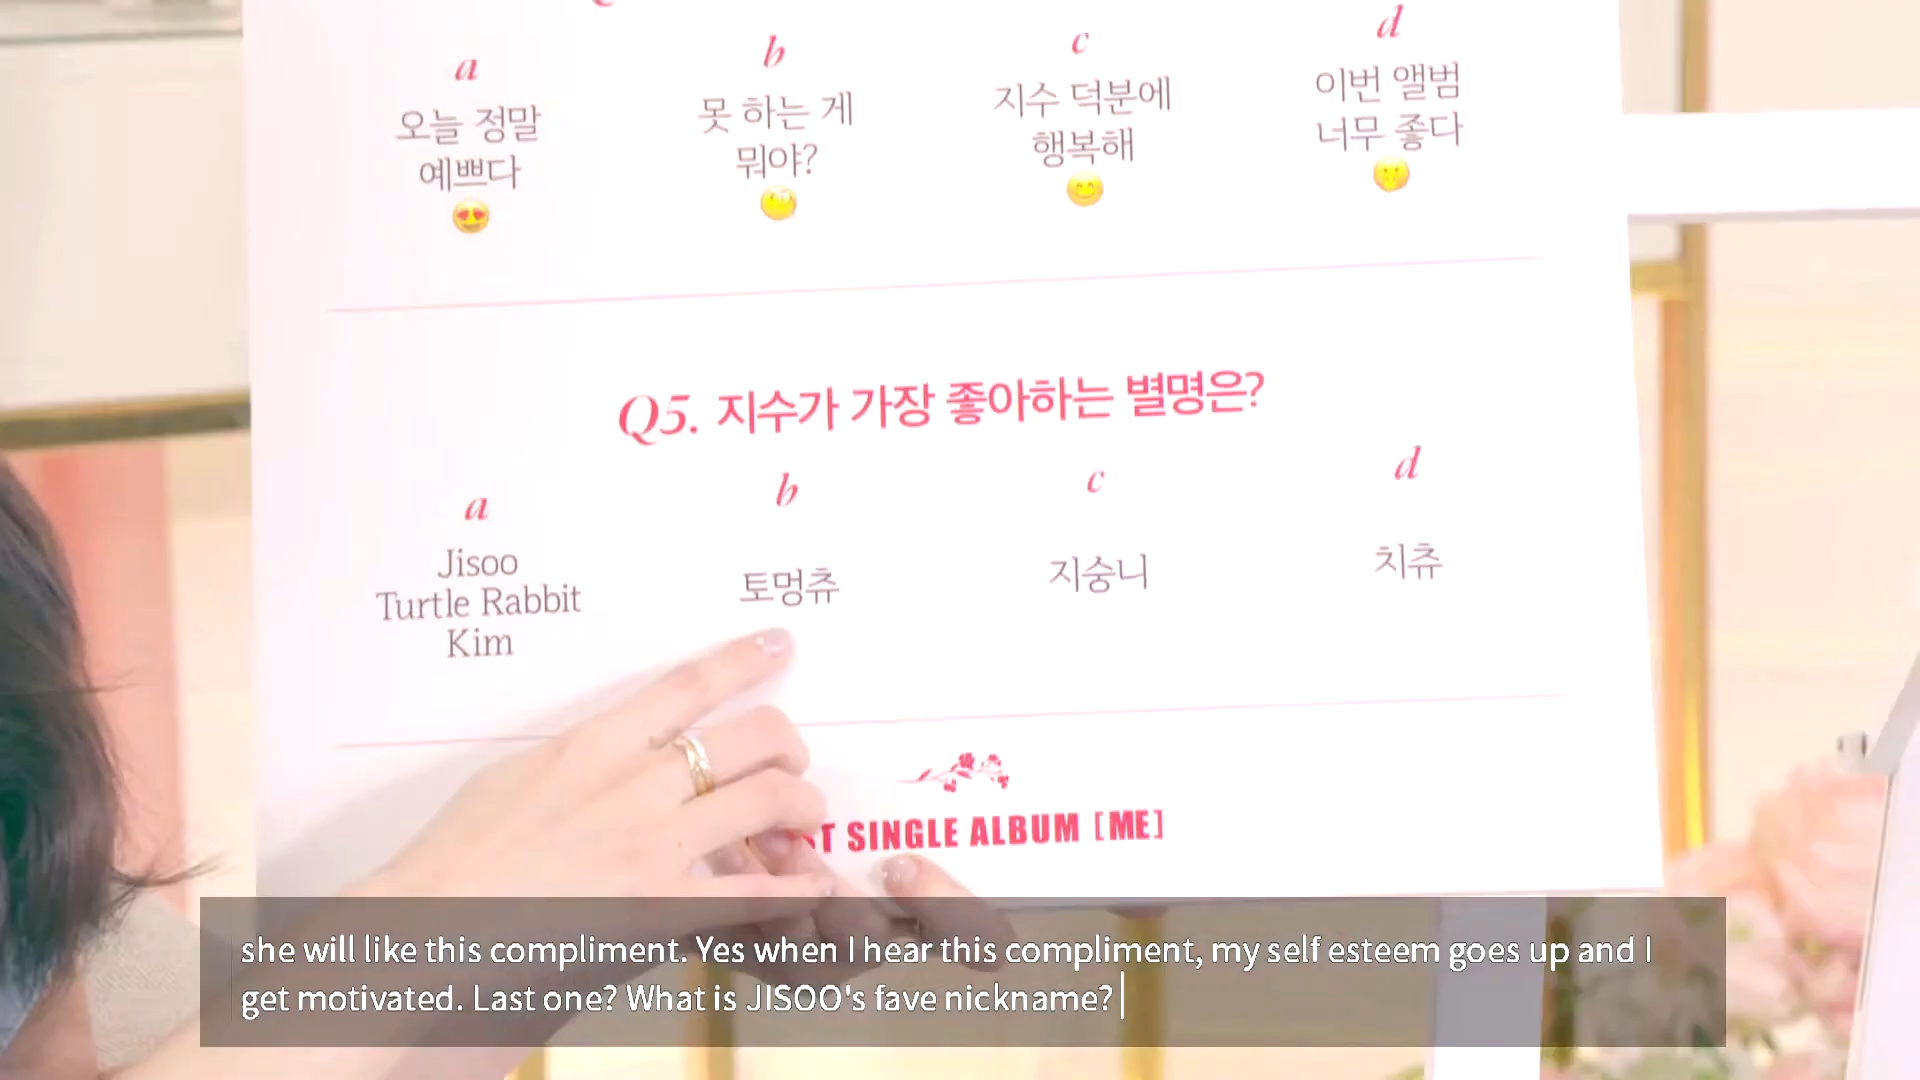 a
오늘 정말
예쁘다
b
못 하는 게
뭐야?
c
지수 덕분에
행복해
d
이번 앨범
너무 좋다
Q5. 지수가 가장 좋아하는 별명은?
a
Jisoo
Turtle Rabbit
Kim
b
토멍츄
c
지숭니
d
치츄
SINGLE ALBUM [ME]
she will like this compliment. Yes when I hear this compliment, my self esteem goes up and I
get motivated. Last one? What is JISOO's fave nickname?